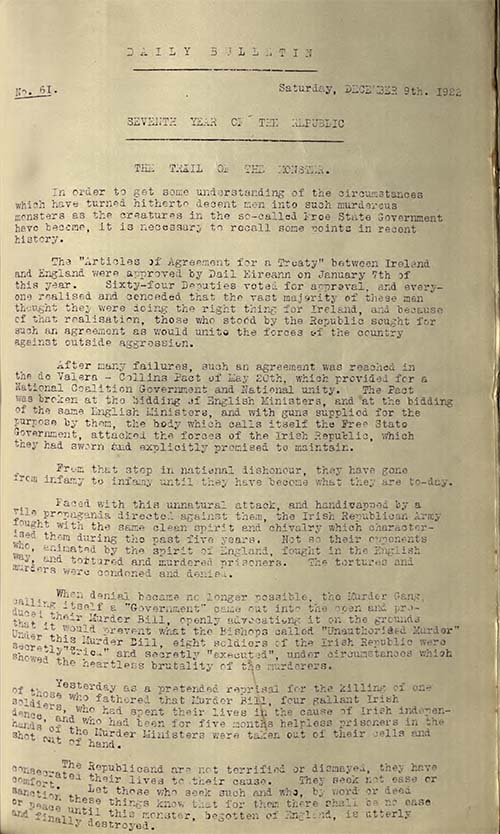 DAILY BULLETIN
No. 61.
Saturday, DECEMBER 9th. 1922
SEVENTH YEAR OF THE REPUBLIC
THE TRAIL OF THE MONSTER.
In order to get some understanding of the circumstances
which have turned hitherto decent men into such murderous
monsters as the creatures in the so-called Free State Government
have become, it is necessary to recall some points in recent
history.
The "Articles of Agreement for a Treaty" between Ireland
and England were approved by Dail Eireann on January 7th of
this year. Sixty-four Deputies voted for approval, and every-
one realised and conceded that the vast majority of these men
thought they were doing the right thing for Ireland, and because
of that realisation, those who stood by the Republic sought for
such an agreement as would unite the forces of the country
against outside aggression.
After many failures, such an agreement was reached in
the de Valera - Collins Pact of May 20th, which provided for a
National Coalition Government and National unity. The Pact
was broken at the bidding of English Ministers, and at the bidding
of the same English Ministers, and with guns supplied for the
purpose by them, the body which calls itself the Free State
Government, attacked the forces of the Irish Republic, which
they had sworn and explicitly promised to maintain.
From that step in national dishonour, they have gone
from infamy to infamy until they have become what they are to-day.
Faced with this unnatural attack, and handicapped by a
vile propaganda directed against them, the Irish Republican Army
fought with the same clean spirit and chivalry which character-
ised them during the past five years. Not so their opponents
who, animated by the spirit of England, fought in the English
way, and tortured and murdered prisoners. The tortures and
murders were condoned and denied.
When denial became no longer possible, the Murder Gang,
calling itself a "Government" came out into the open and pro-
duced their Murder Bill, openly advocating it on the grounds
that it would prevent what the Bishops called "Unauthorised Murder"
Under this Murder Bill, eight soldiers of the Irish Republic were
secretly "tried" and secretly "executed", under circumstances which
showed the heartless brutality of the murderers.
Yesterday as a pretended reprisal for the killing of one
of those who fathered that Murder Bill, four gallant Irish
soldiers, who had spent their lives in the cause of Irish indepen-
dence, and who had been for five months helpless prisoners in the
hands of the Murder Ministers were taken out of their cells and
shot out of hand.
The Republicand are not terrified or dismayed, they have
consecrated their lives to their cause. They seek not ease or
comfort. Let those who seek such and who, by word or deed
sanction these things know that for them there shall be no ease
or peace until this monster, begotten of England, is utterly
and finally destroyed.